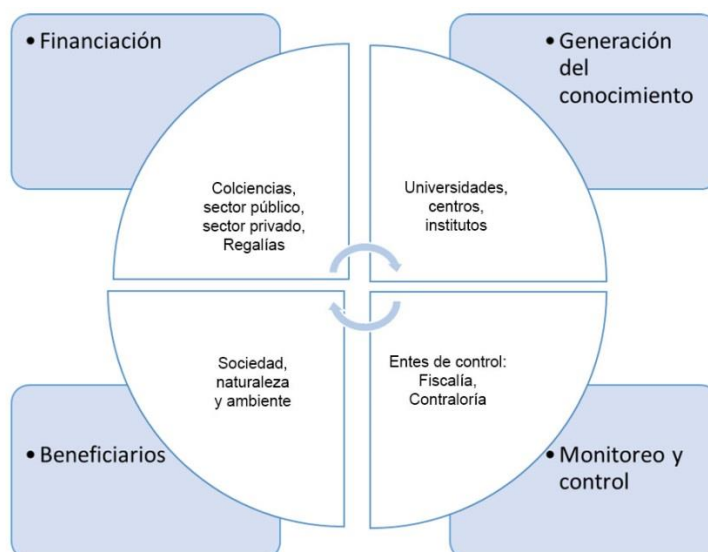 • Financiación
• Generación
del
conocimiento
Colciencias,
sector público,
sector privado,
Regalías
Universidades,
centros,
institutos
Sociedad,
naturaleza
y ambiente
Entes de control:
Fiscalía,
Contraloría
• Beneficiarios
• Monitoreo y
control